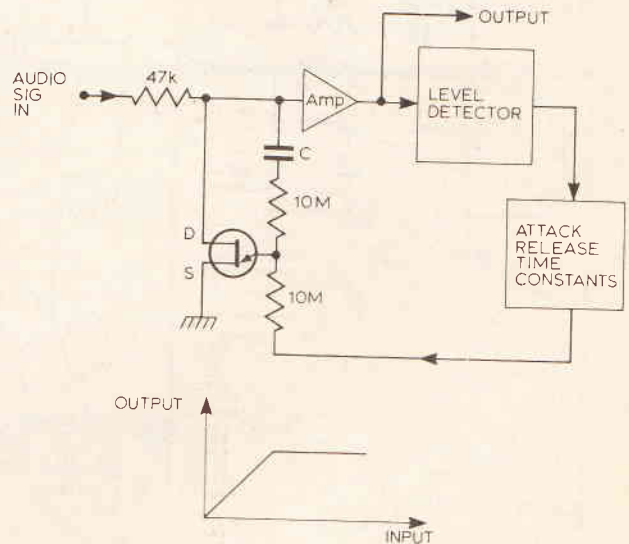 OUTPUT
AUDIO
SIG
IN
47k
Amp
LEVEL
DETECTOR
C
10M
D
S
10M
ATTACK
RELEASE
TIME
CONSTANTS
OUTPUT
INPUT